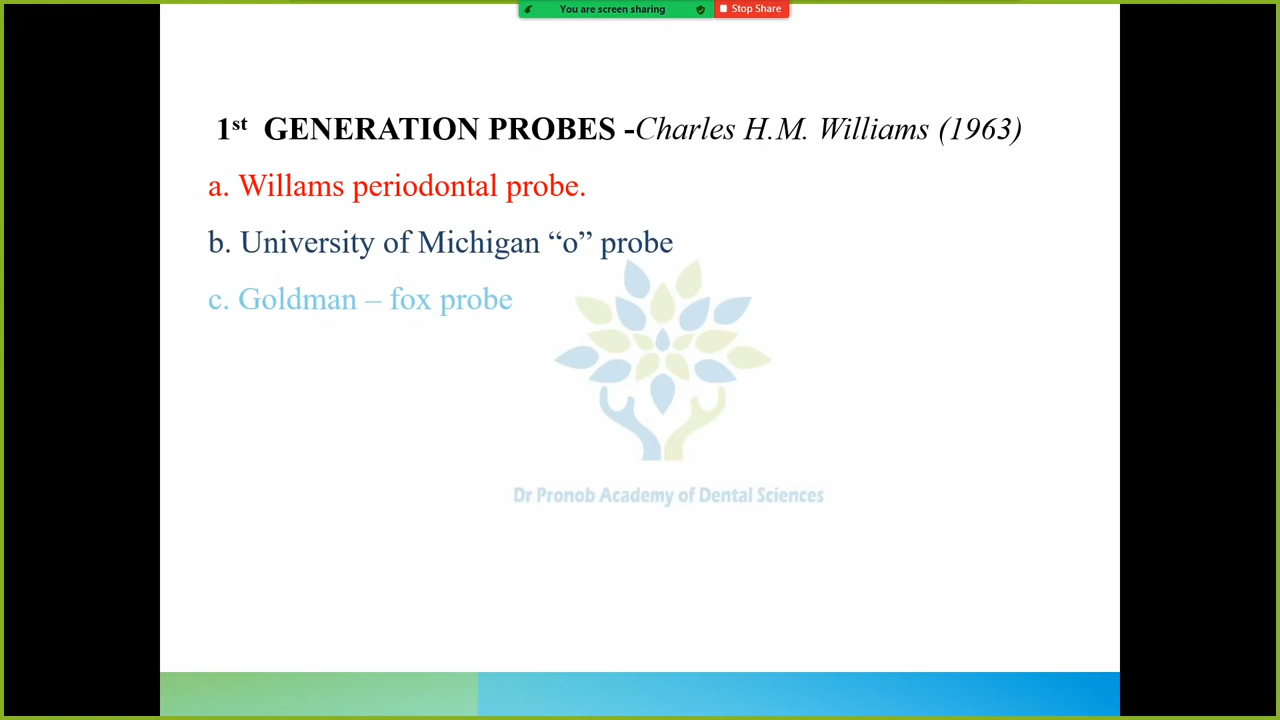 You are screen sharing
Stop Share
1st GENERATION PROBES -Charles H.M. Williams (1963)
a. Willams periodontal probe.
b. University of Michigan “o” probe
c. Goldman – fox probe
Dr Pronob Academy of Dental Sciences